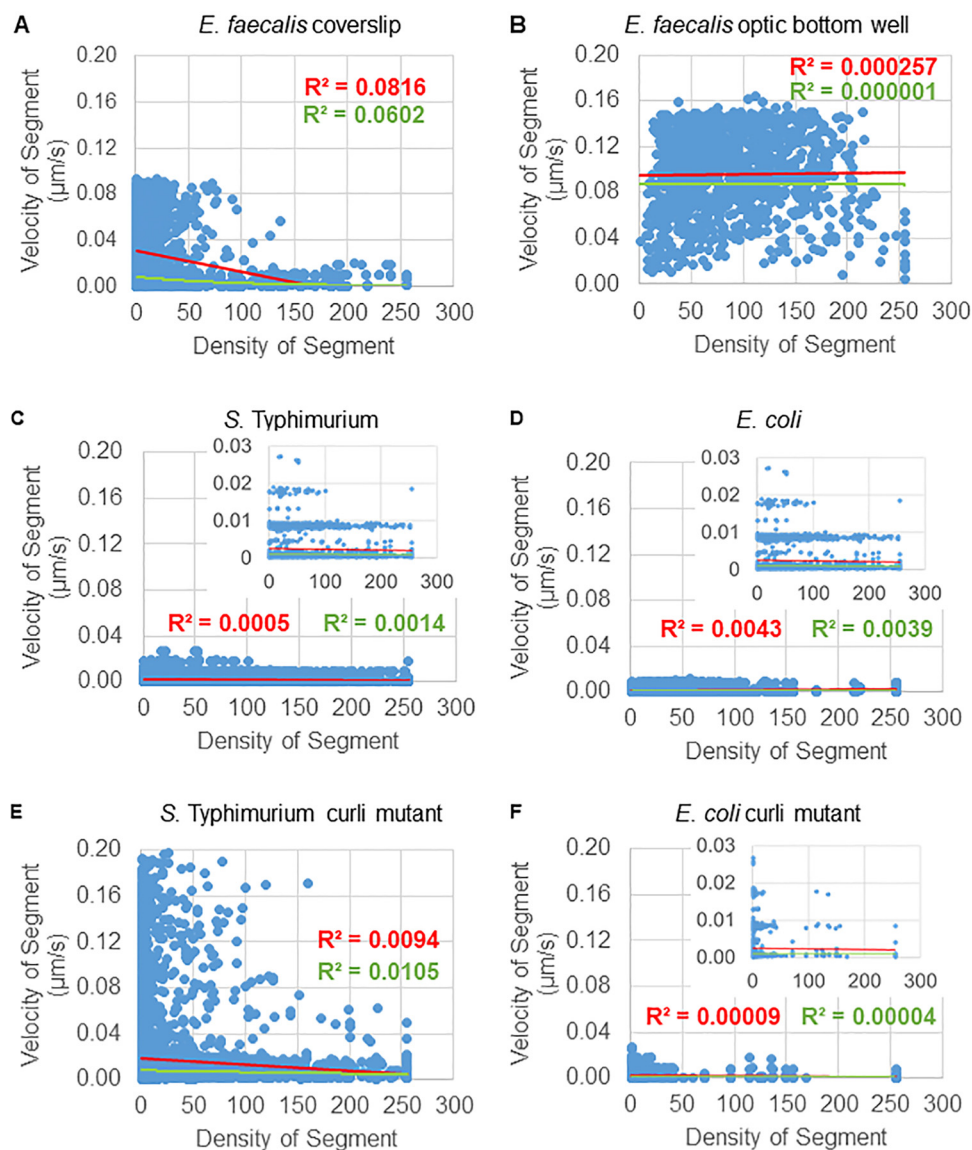 A
E. faecalis coverslip
0.20
0.16
0.12
0.08
0.04
0.00
R² = 0.0816
R² = 0.0602
0 50 100 150 200 250 300
Velocity of Segment
(µm/s)
Density of Segment
B
E. faecalis optic bottom well
0.20
0.16
0.12
0.08
0.04
0.00
R² = 0.000257
R² = 0.000001
0 50 100 150 200 250 300
Velocity of Segment
(µm/s)
Density of Segment
C
S. Typhimurium
0.20
0.16
0.12
0.08
0.04
0.00
0.03
0.02
0.01
0
0 100 200 300
R² = 0.0005 R² = 0.0014
0 50 100 150 200 250 300
Velocity of Segment
(µm/s)
Density of Segment
D
E. coli
0.20
0.16
0.12
0.08
0.04
0.00
0.03
0.02
0.01
0
0 100 200 300
R² = 0.0043 R² = 0.0039
0 50 100 150 200 250 300
Velocity of Segment
(µm/s)
Density of Segment
E
S. Typhimurium curli mutant
0.20
0.16
0.12
0.08
0.04
0.00
R² = 0.0094
R² = 0.0105
0 50 100 150 200 250 300
Velocity of Segment
(µm/s)
Density of Segment
F
E. coli curli mutant
0.20
0.16
0.12
0.08
0.04
0.00
0.03
0.02
0.01
0.00
0 100 200 300
R² = 0.00009 R² = 0.00004
0 50 100 150 200 250 300
Velocity of Segment
(µm/s)
Density of Segment